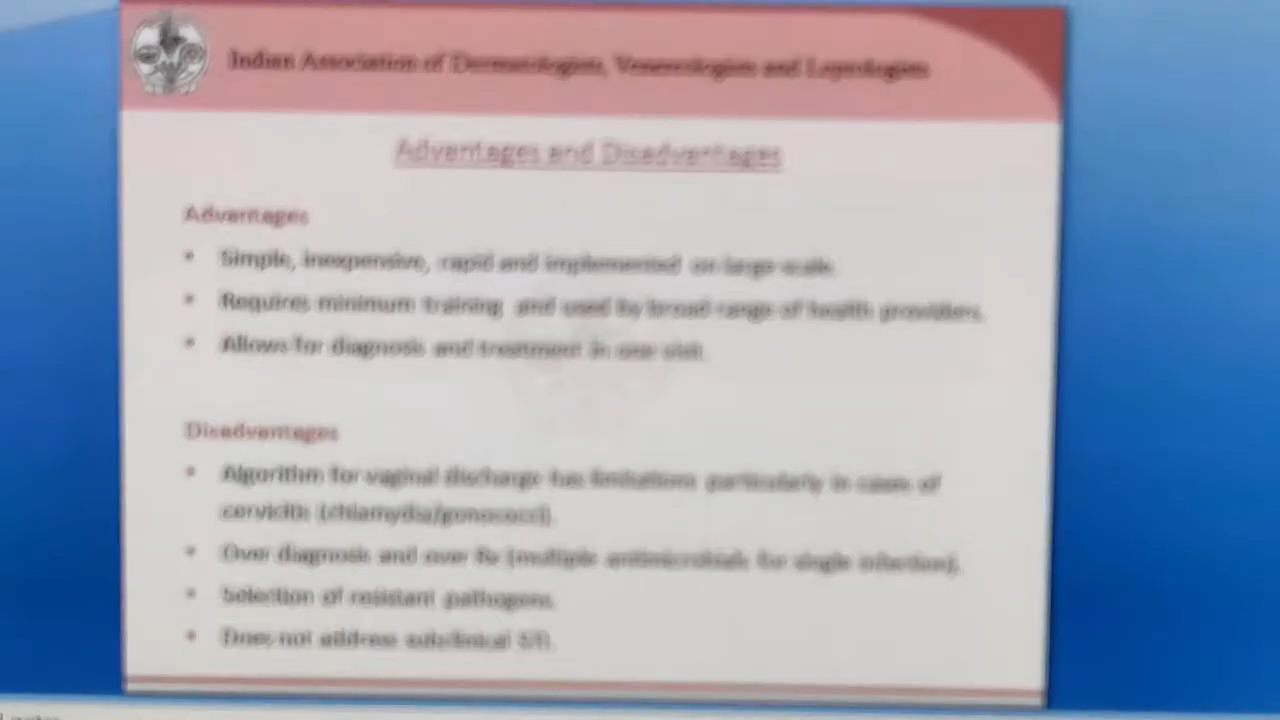 Indian Association of Dermatologists, Venereologists and Leprologists
Advantages and Disadvantages
Advantages
• Simple, inexpensive, rapid and implemented on large scale.
• Requires minimum training and used by broad range of health providers.
• Allows for diagnosis and treatment in one visit.
Disadvantages
• Algorithm for vaginal discharge has limitations particularly in cases of
cervicitis (chlamydia/gonococci).
• Over diagnosis and over Rx (multiple antimicrobials for single infection).
• Selection of resistant pathogens.
• Does not address subclinical STI.